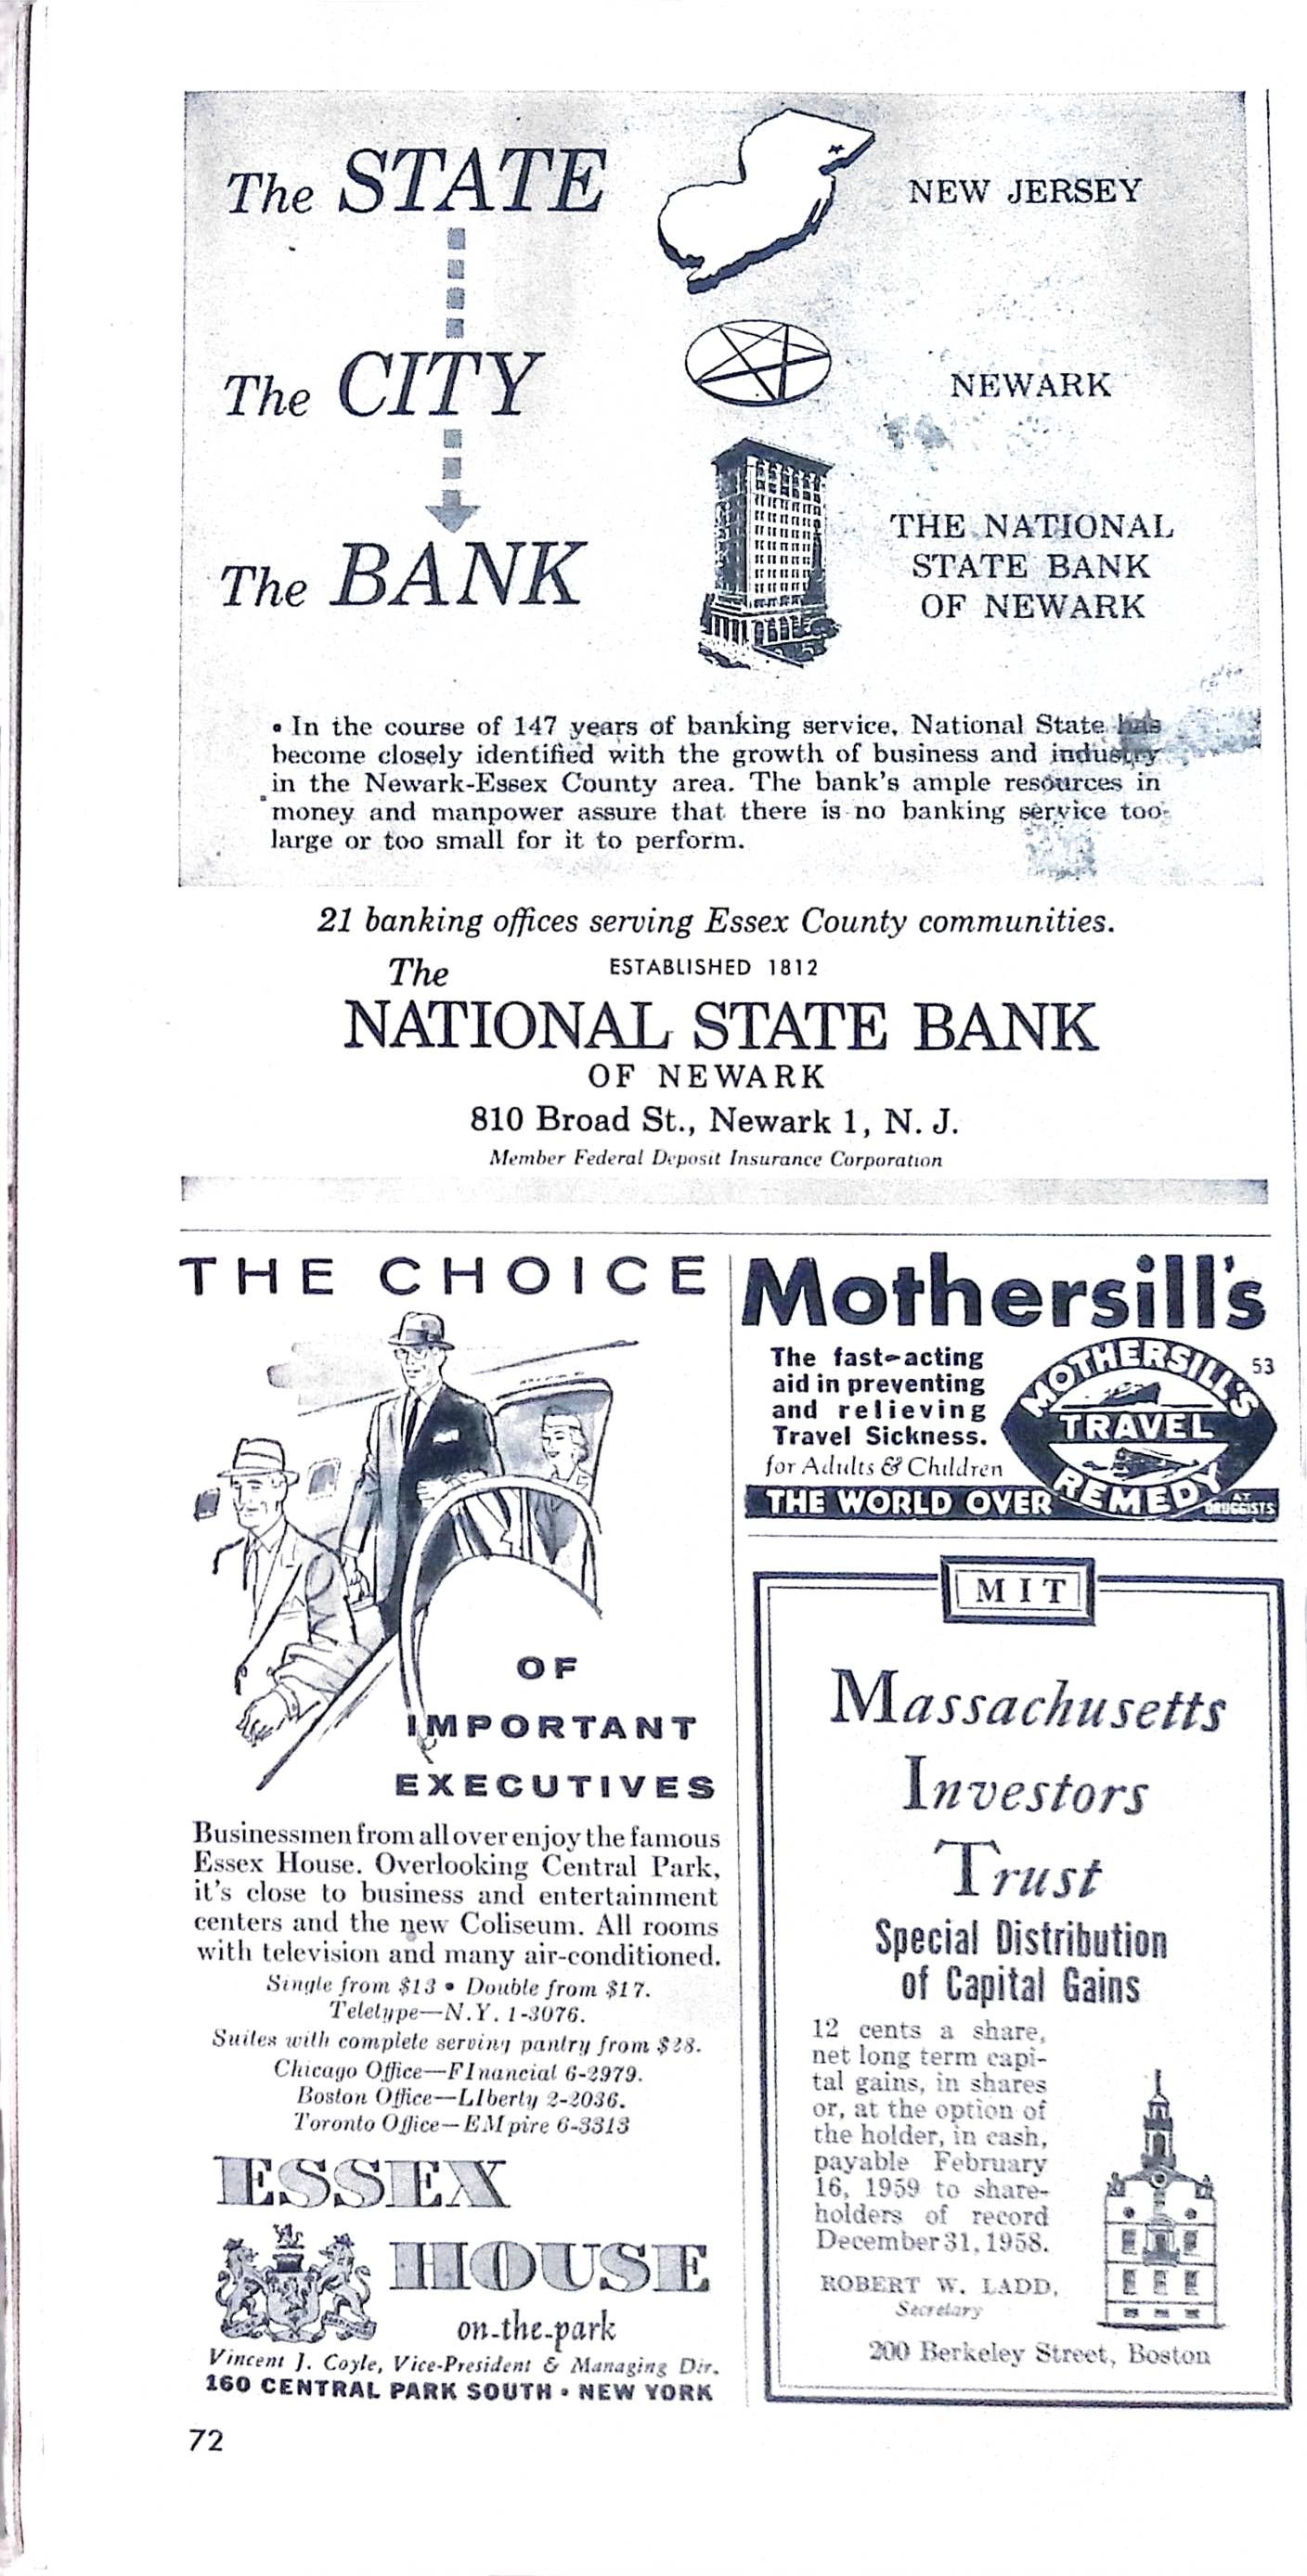 The STATE
NEW JERSEY
The CITY
NEWARK
The BANK
THE NATIONAL
STATE BANK
OF NEWARK
• In the course of 147 years of banking service, National State has
become closely identified with the growth of business and industry
in the Newark-Essex County area. The bank's ample resources in
money and manpower assure that there is no banking service too
large or too small for it to perform.
21 banking offices serving Essex County communities.
The ESTABLISHED 1812
NATIONAL STATE BANK
OF NEWARK
810 Broad St., Newark 1, N. J.
Member Federal Deposit Insurance Corporation
THE CHOICE
OF
IMPORTANT
EXECUTIVES
Businessmen from all over enjoy the famous
Essex House. Overlooking Central Park,
it's close to business and entertainment
centers and the new Coliseum. All rooms
with television and many air-conditioned.
Single from $13 • Double from $17.
Teletype—N.Y. 1-3076.
Suites with complete serving pantry from $28.
Chicago Office—FInancial 6-2979.
Boston Office—LIberty 2-2036.
Toronto Office—EMpire 6-3313
ESSEX
HOUSE
on-the-park
Vincent J. Coyle, Vice-President & Managing Dir.
160 CENTRAL PARK SOUTH • NEW YORK
Mothersill's
The fast-acting
aid in preventing
and relieving
Travel Sickness.
for Adults & Children
THE WORLD OVER
53
MOTHERSILL'S
TRAVEL
REMEDY
AT
DRUGGISTS
MIT
Massachusetts
Investors
Trust
Special Distribution
of Capital Gains
12 cents a share,
net long term capi-
tal gains, in shares
or, at the option of
the holder, in cash,
payable February
16, 1959 to share-
holders of record
December 31, 1958.
ROBERT W. LADD,
Secretary
200 Berkeley Street, Boston
72